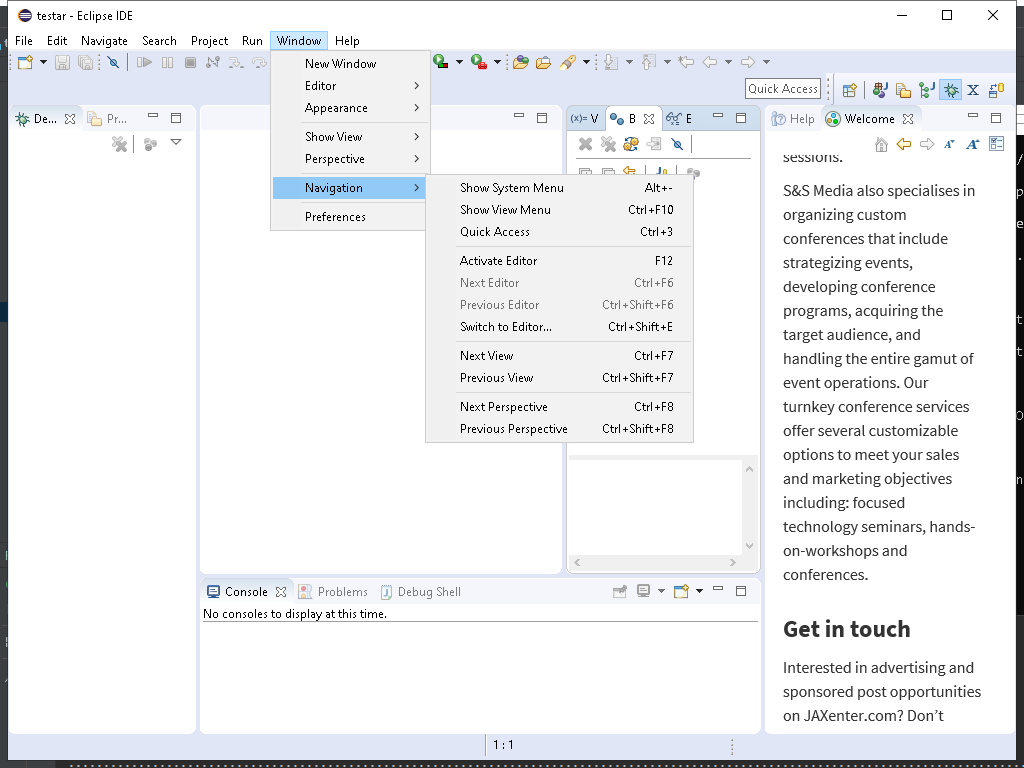 testar - Eclipse IDE
File Edit Navigate Search Project Run Window Help
Quick Access
New Window
Editor
Appearance
Show View
Perspective
Navigation
Preferences
Show System Menu Alt+-
Show View Menu Ctrl+F10
Quick Access Ctrl+3
Activate Editor F12
Next Editor Ctrl+F6
Previous Editor Ctrl+Shift+F6
Switch to Editor... Ctrl+Shift+E
Next View Ctrl+F7
Previous View Ctrl+Shift+F7
Next Perspective Ctrl+F8
Previous Perspective Ctrl+Shift+F8
De... Pr...
(x)= V B E
Help Welcome
sessions.
S&S Media also specialises in
organizing custom
conferences that include
strategizing events,
developing conference
programs, acquiring the
target audience, and
handling the entire gamut of
event operations. Our
turnkey conference services
offer several customizable
options to meet your sales
and marketing objectives
including: focused
technology seminars, hands-
on-workshops and
conferences.
Get in touch
Interested in advertising and
sponsored post opportunities
on JAXenter.com? Don’t
Console Problems Debug Shell
No consoles to display at this time.
1 : 1